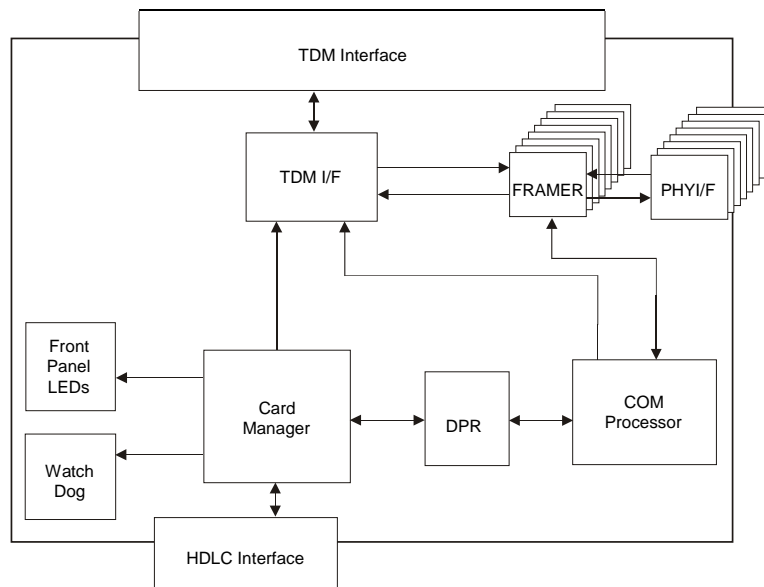 TDM Interface
TDM I/F
FRAMER
PHYI/F
Front
Panel
LEDs
Card
Manager
DPR
COM
Processor
Watch
Dog
HDLC Interface